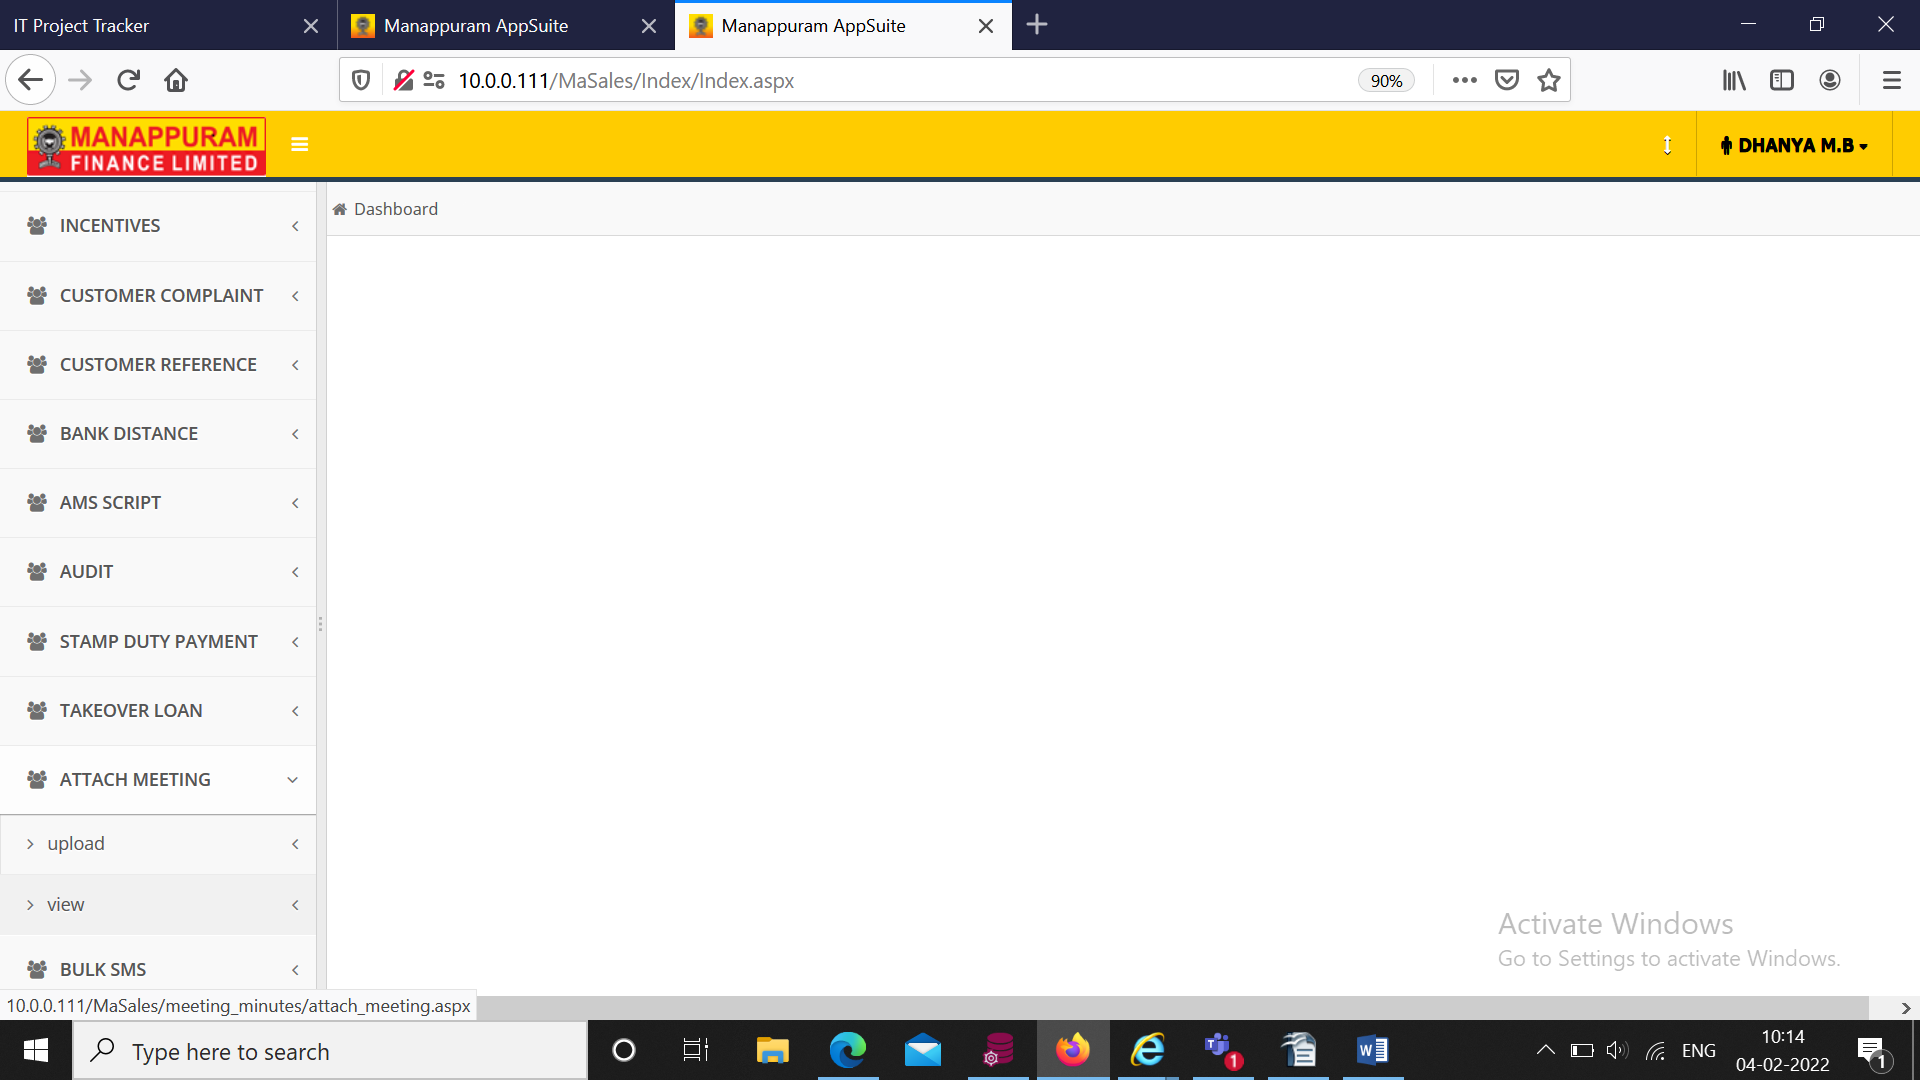 IT Project Tracker
Manappuram AppSuite
Manappuram AppSuite
10.0.0.111/MaSales/Index/Index.aspx
90%
MANAPPURAM
FINANCE LIMITED
DHANYA M.B
INCENTIVES
Dashboard
CUSTOMER COMPLAINT
CUSTOMER REFERENCE
BANK DISTANCE
AMS SCRIPT
AUDIT
STAMP DUTY PAYMENT
TAKEOVER LOAN
ATTACH MEETING
upload
view
BULK SMS
Activate Windows
Go to Settings to activate Windows.
10.0.0.111/MaSales/meeting_minutes/attach_meeting.aspx
Type here to search
1
ENG
10:14
04-02-2022
1